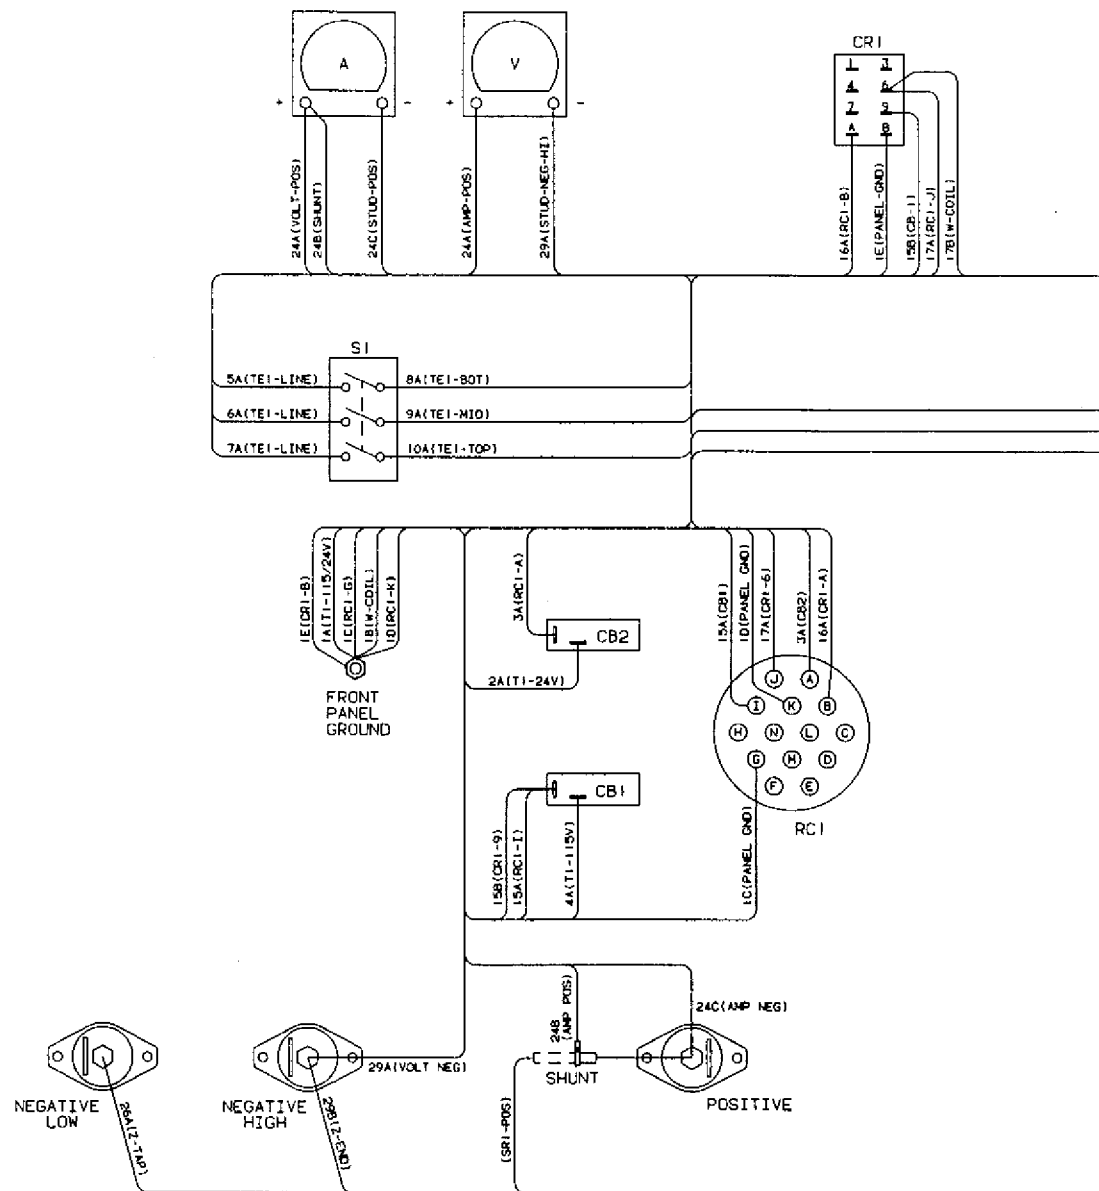 A
V
CR1
1 3
4 6
7 9
A B
+ -
+ -
24A(VOLT-POS)
24B(SHUNT)
24C(STUD-POS)
24A(AMP-POS)
29A(STUD-NEG-HI)
16A(RC1-B)
1E(PANEL-GND)
15B(CB-1)
17A(RC1-J)
17B(W-COIL)
S1
5A(TE1-LINE)
8A(TE1-BOT)
6A(TE1-LINE)
9A(TE1-MID)
7A(TE1-LINE)
10A(TE1-TOP)
1E(CR1-B)
1A(T1-115/24V)
1C(RC1-G)
1B(W-COIL)
1D(RC1-K)
FRONT
PANEL
GROUND
3A(RC1-A)
CB2
2A(T1-24V)
15A(CB1)
1D(PANEL GND)
17A(CR1-6)
3A(CB2)
16A(CR1-A)
J A
I K B
H N L C
G M D
F E
RC1
CB1
15B(CR1-9)
15A(RC1-I)
4A(T1-115V)
1C(PANEL GND)
24B
(AMP POS)
24C(AMP NEG)
29A(VOLT NEG)
SHUNT
NEGATIVE
LOW
NEGATIVE
HIGH
POSITIVE
26A(Z-TAP)
29B(Z-END)
(SR1-POS)